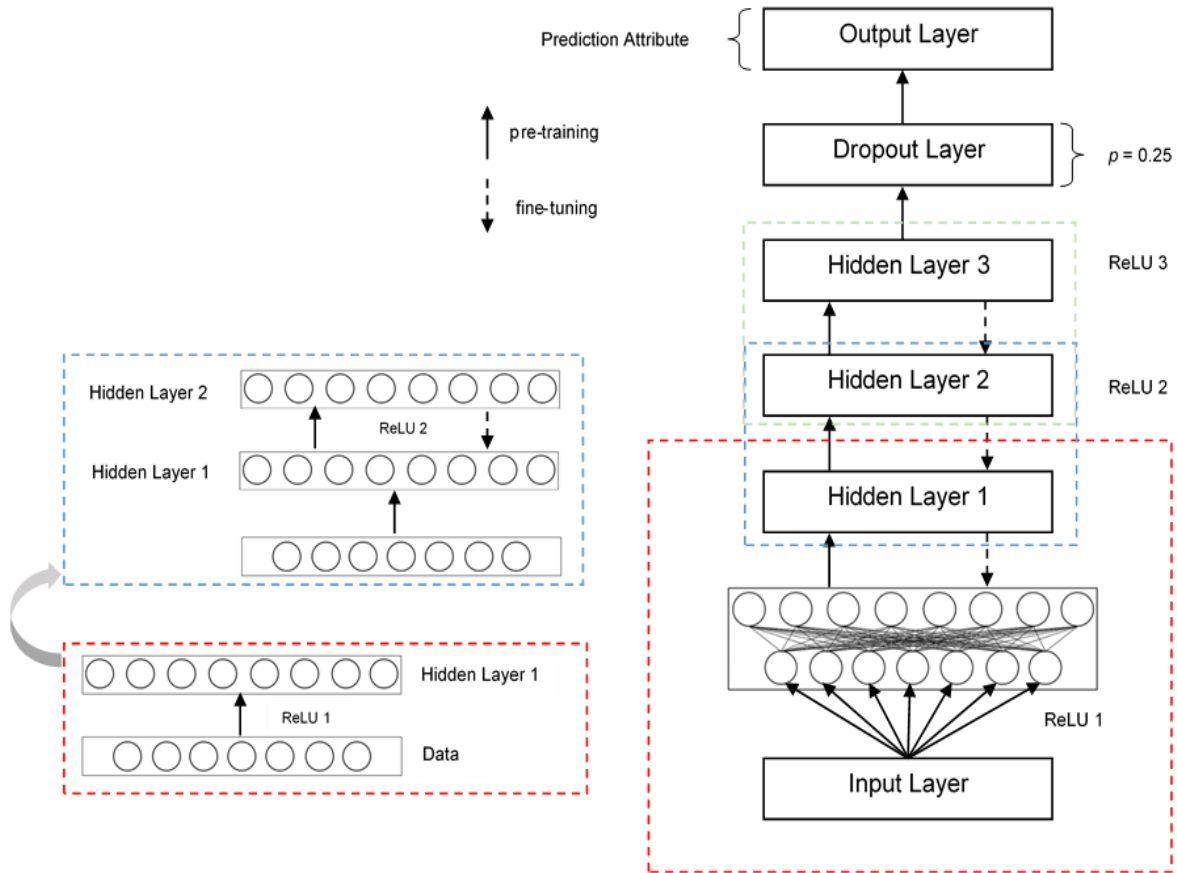 Prediction Attribute
Output Layer
pre-training
fine-tuning
Dropout Layer
p = 0.25
Hidden Layer 3
ReLU 3
Hidden Layer 2
ReLU 2
Hidden Layer 1
ReLU 1
Input Layer
Hidden Layer 2
ReLU 2
Hidden Layer 1
Hidden Layer 1
ReLU 1
Data